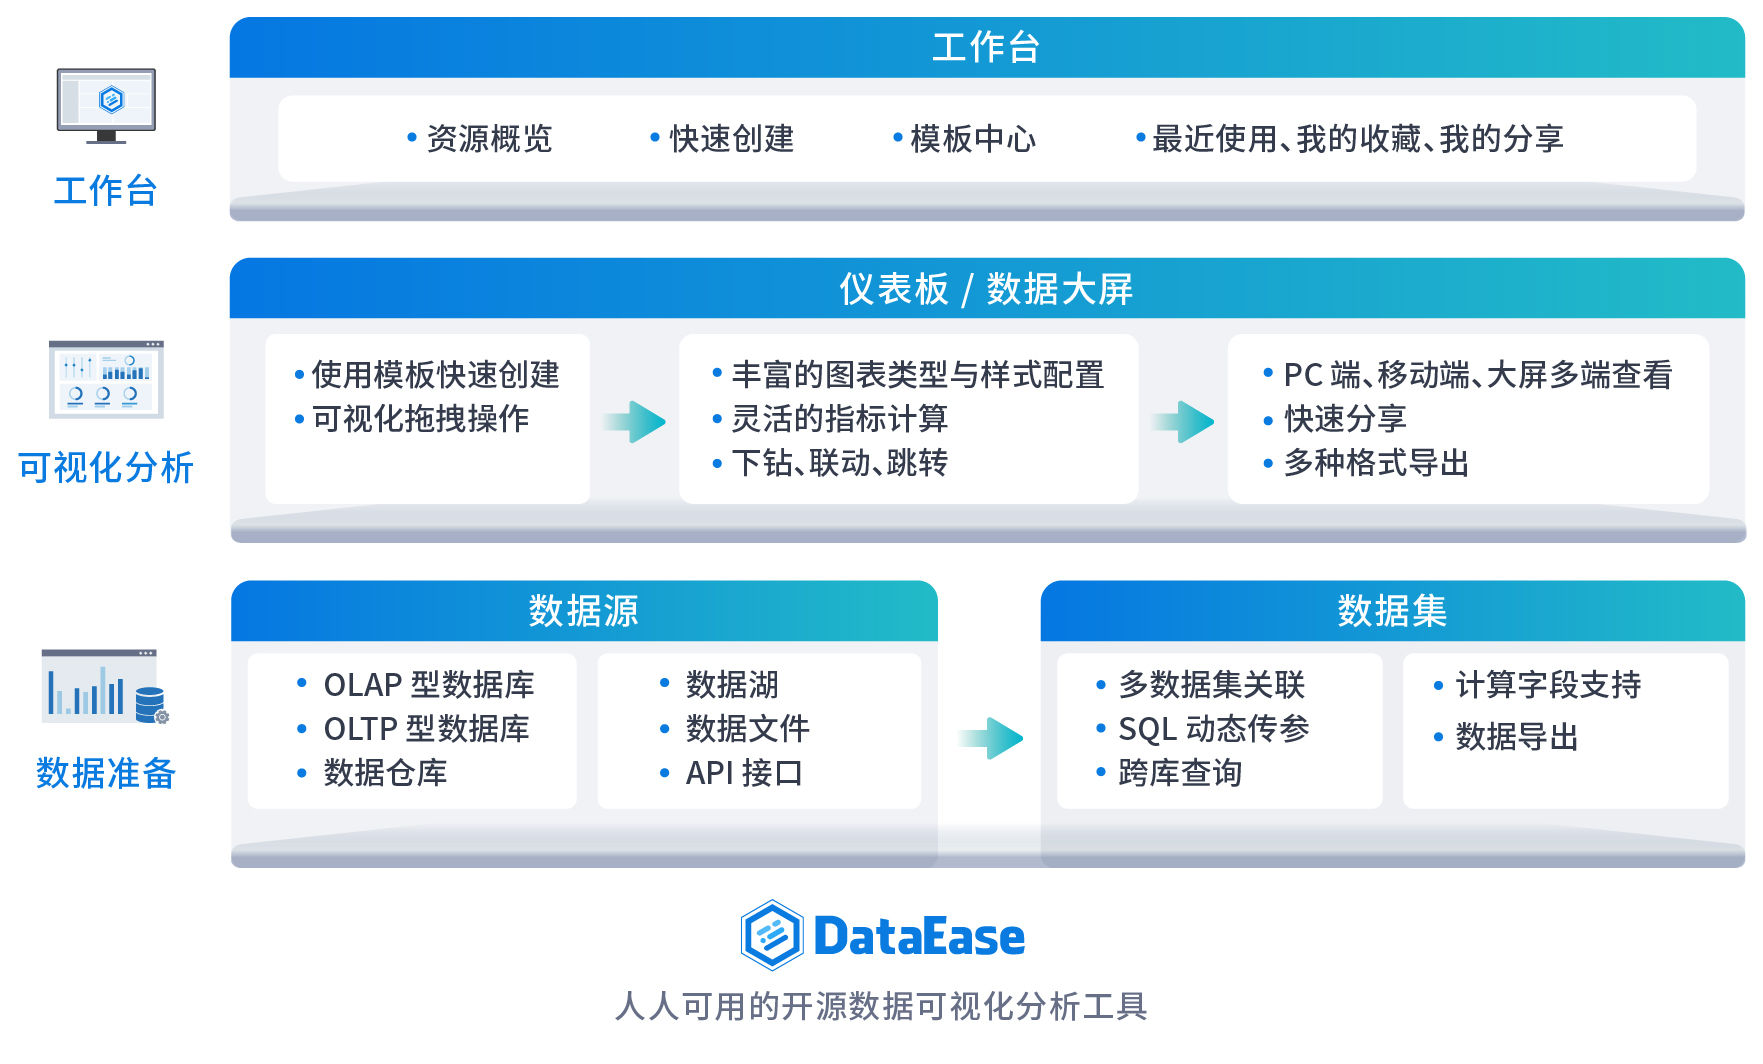 工作台
工作台
• 资源概览
• 快速创建
• 模板中心
• 最近使用、我的收藏、我的分享
可视化分析
仪表板 / 数据大屏
• 使用模板快速创建
• 可视化拖拽操作
• 丰富的图表类型与样式配置
• 灵活的指标计算
• 下钻、联动、跳转
• PC 端、移动端、大屏多端查看
• 快速分享
• 多种格式导出
数据准备
数据源
• OLAP 型数据库
• OLTP 型数据库
• 数据仓库
• 数据湖
• 数据文件
• API 接口
数据集
• 多数据集关联
• SQL 动态传参
• 跨库查询
• 计算字段支持
• 数据导出
DataEase
人人可用的开源数据可视化分析工具